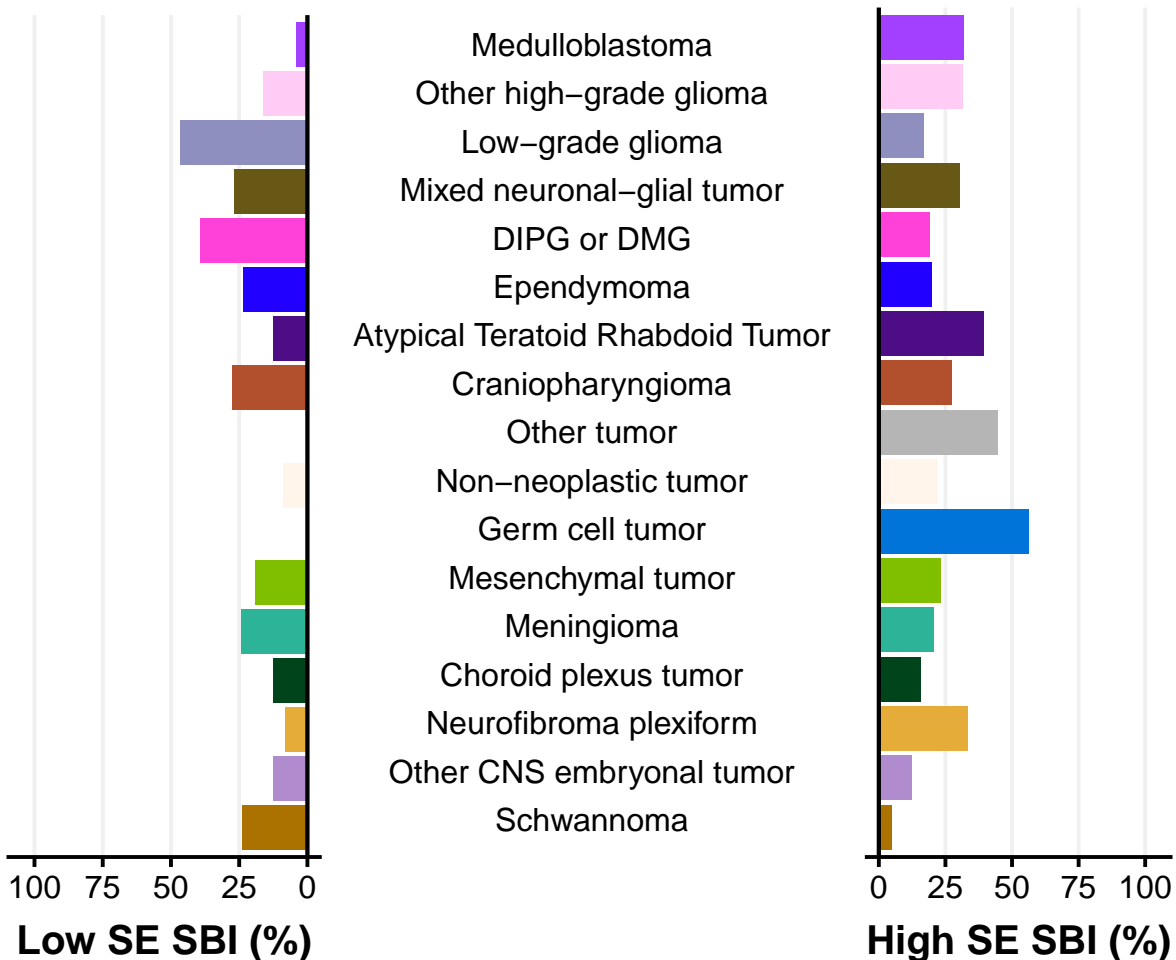 Medulloblastoma
Other high−grade glioma
Low−grade glioma
Mixed neuronal−glial tumor
DIPG or DMG
Ependymoma
Atypical Teratoid Rhabdoid Tumor
Craniopharyngioma
Other tumor
Non−neoplastic tumor
Germ cell tumor
Mesenchymal tumor
Meningioma
Choroid plexus tumor
Neurofibroma plexiform
Other CNS embryonal tumor
Schwannoma
100 75 50 25 0
0 25 50 75 100
Low SE SBI (%)
High SE SBI (%)